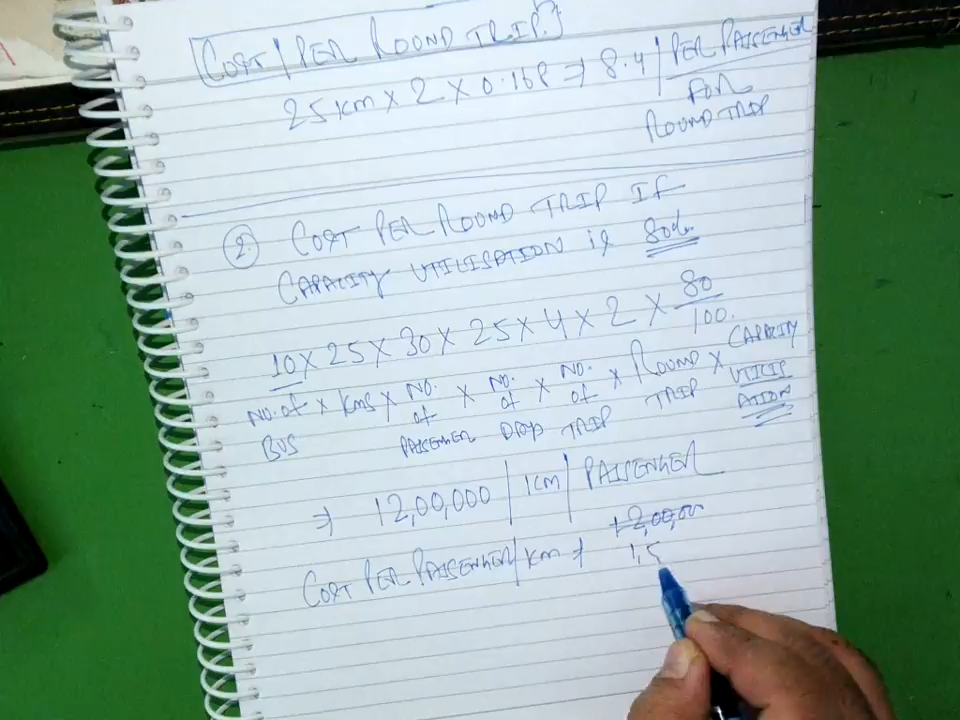 COST/PER ROUND TRIP:
25 km × 2 × 0.168 ⇒ 8.4 / PER PASSENGER
FOR
ROUND TRIP
② COST PER ROUND TRIP IF
CAPACITY UTILISATION is 80%.
10 × 25 × 30 × 25 × 4 × 2 × 80/100.
No. of BUS × Kms × No. of PASSENGER × No. of Days × No. of TRIP × Round TRIP × CAPACITY UTILISATION
⇒ 12,00,000 / km / PASSENGER
COST PER PASSENGER/km ⇒ 12,00,00
1,5